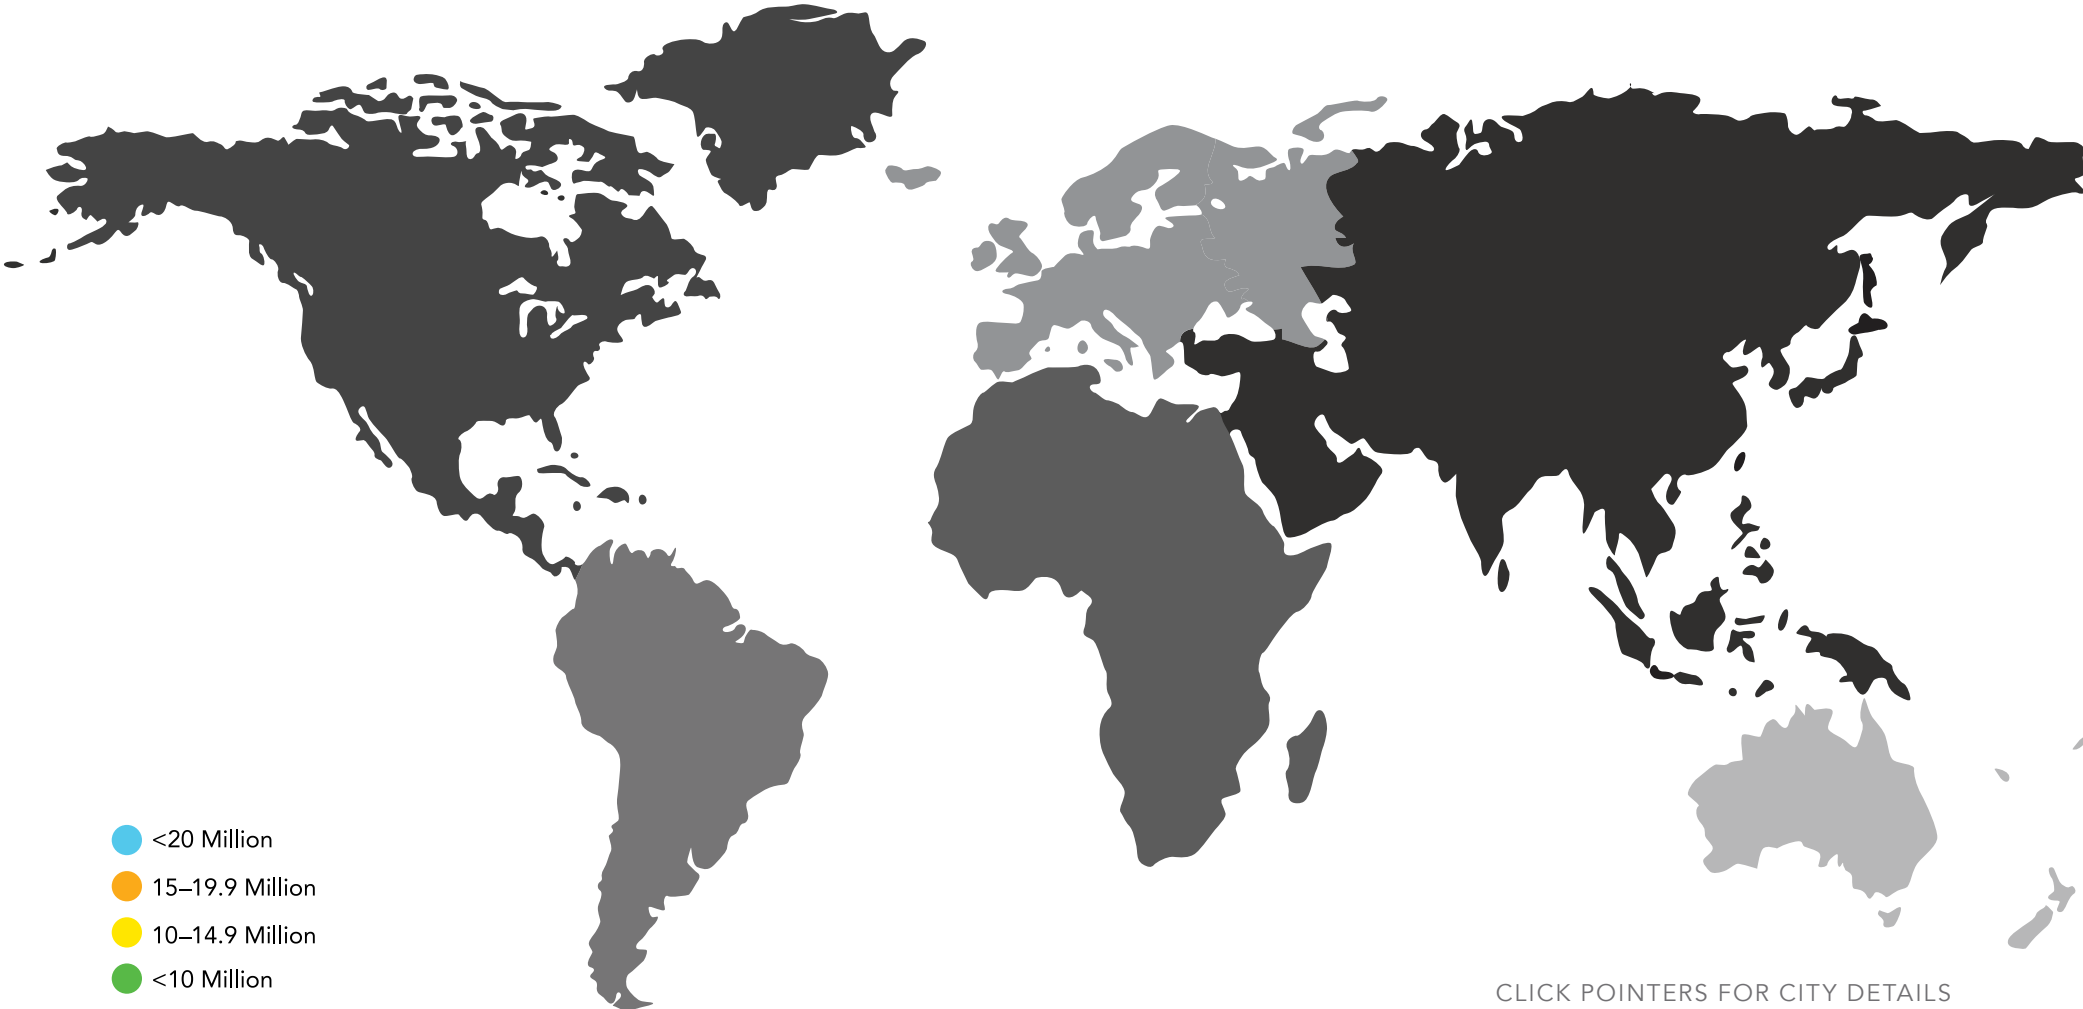 <20 Million
15–19.9 Million
10–14.9 Million
<10 Million
CLICK POINTERS FOR CITY DETAILS